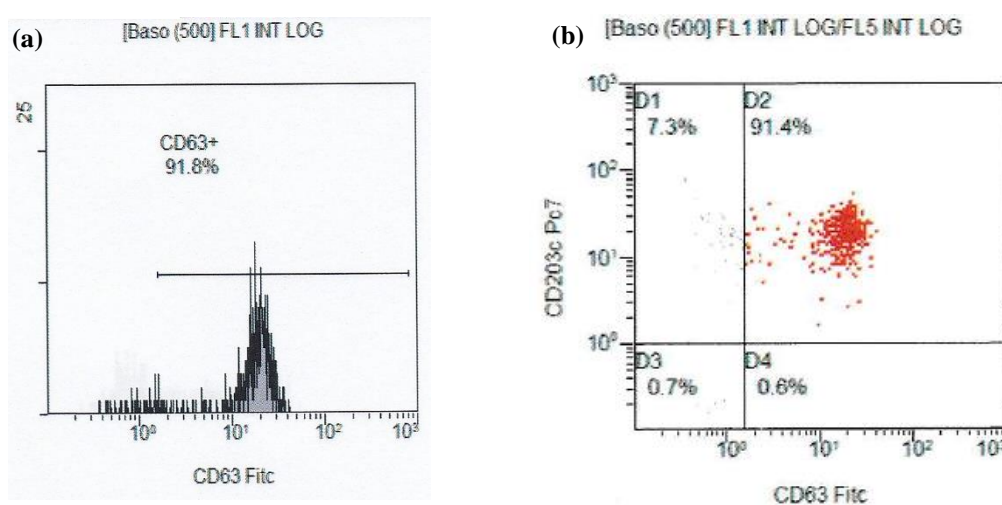 (a)
[Baso (500] FL1 INT LOG
25
CD63+
91.8%
10⁰ 10¹ 10² 10³
CD63 Fitc
(b)
[Baso (500] FL1 INT LOG/FL5 INT LOG
10³
D1
7.3%
D2
91.4%
10²
CD203c Pc7
10¹
10⁰
D3
0.7%
D4
0.6%
10⁰ 10¹ 10² 10³
CD63 Fitc